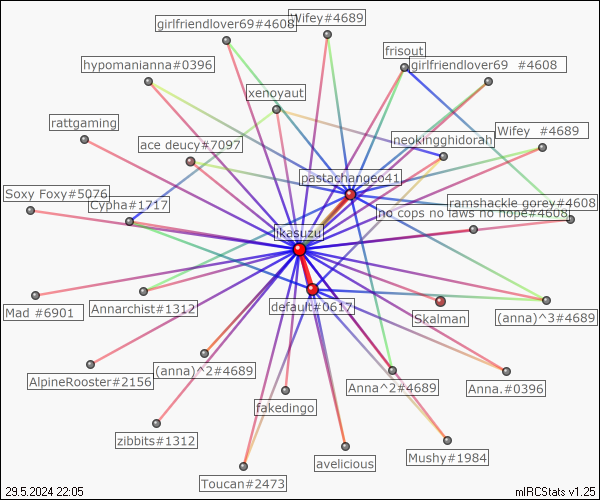 girlfriendlover69#4608
Wifey#4689
frisout
hypomanianna#0396
girlfriendlover69 #4608
xenoyaut
rattgaming
Wifey #4689
ace deucy#7097
neokingghidorah
pastachangeo41
Soxy Foxy#5076
Cypha#1717
ramshackle gorey#4608
no cops no laws no hope#4608
ikasuzu
Mad #6901
Annarchist#1312
default#0617
Skalman
(anna)^3#4689
AlpineRooster#2156
(anna)^2#4689
Anna^2#4689
Anna.#0396
fakedingo
zibbits#1312
avelicious
Mushy#1984
Toucan#2473
29.5.2024 22:05
mIRCStats v1.25